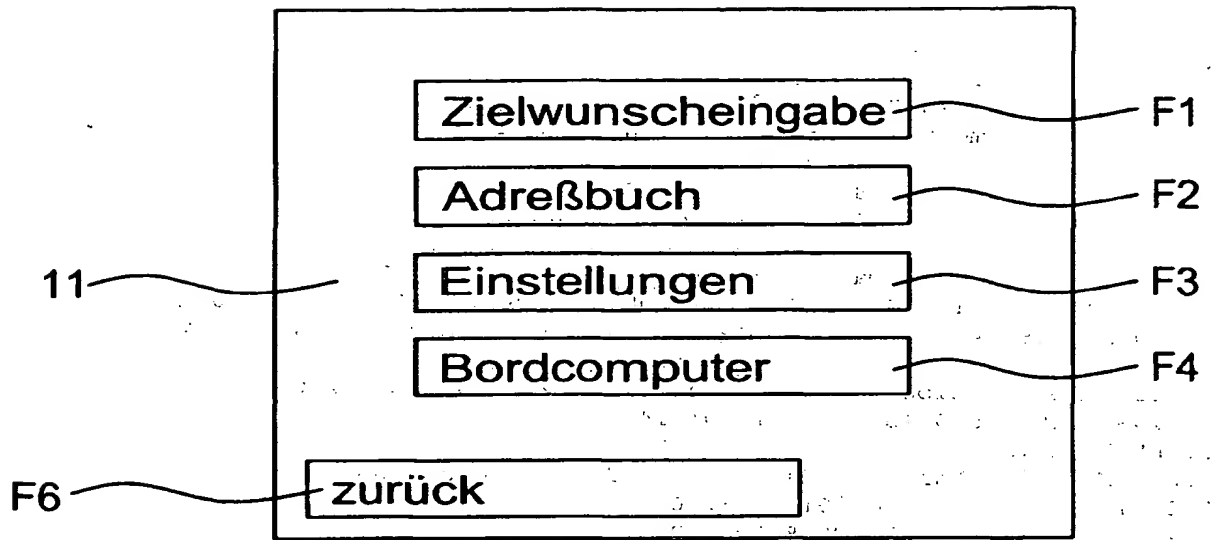 Zielwunscheingabe F1
Adreßbuch F2
11 Einstellungen F3
Bordcomputer F4
F6 zurück